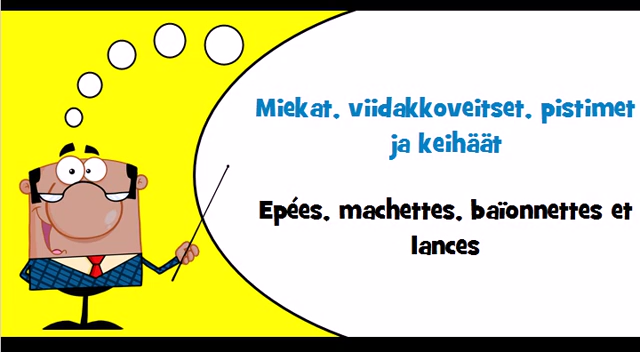 Miekat, viidakkoveitset, pistimet
ja keihäät
Epées, machettes, baïonnettes et
lances